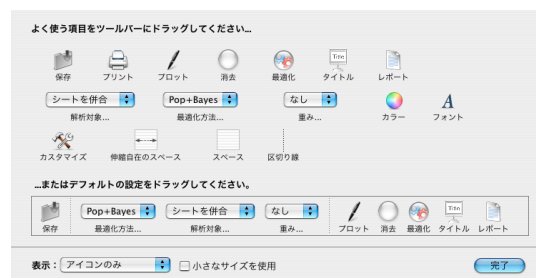 よく使う項目をツールバーにドラッグしてください...
Title
保存 プリント プロット 消去 最適化 タイトル レポート
シートを併合 Pop+Bayes なし
解析対象... 最適化方法... 重み... カラー フォント
カスタマイズ 伸縮自在のスペース スペース 区切り線
...またはデフォルトの設定をドラッグしてください。
Pop+Bayes シートを併合 なし Title
保存 最適化方法... 解析対象... 重み... プロット 消去 最適化 タイトル レポート
表示： アイコンのみ 小さなサイズを使用 完了